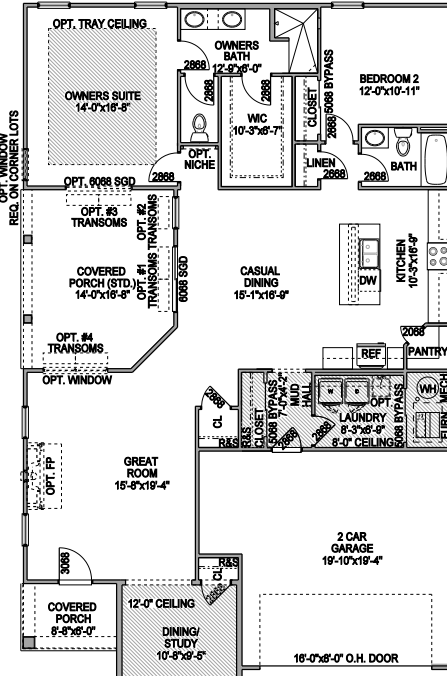 OPT. TRAY CEILING
OWNERS SUITE
14'-0"x16'-8"
2868
OWNERS
BATH
12'-9"x6'-0"
2868
2868
WIC
10'-3"x6'-7"
CLOSET
5068 BYPASS
BEDROOM 2
12'-0"x10'-11"
2868
OPT.
NICHE
LINEN
2868
2868
BATH
OPT. WINDOW
REQ. ON CORNER LOTS
OPT. 6068 SGD
2868
OPT. #3
TRANSOMS
OPT. #2
TRANSOMS
OPT. #1
TRANSOMS
6068 SGD
COVERED
PORCH (STD.)
14'-0"x16'-8"
CASUAL
DINING
15'-1"x16'-9"
DW
KITCHEN
10'-3"x16'-9"
OPT. #4
TRANSOMS
OPT. WINDOW
2068
REF
PANTRY
2868
CL
R&S
R&S
CLOSET
5068 BYPASS
7'-0"x4'-2"
MUD
HALL
2868
2868
W
OPT.
LAUNDRY
8'-3"x6'-9"
8'-0" CEILING
5068 BYPASS
WH
MECH
FURN
OPT. FP
GREAT
ROOM
15'-8"x19'-4"
2 CAR
GARAGE
19'-10"x19'-4"
3068
R&S
CL
2868
COVERED
PORCH
8'-8"x6'-0"
12'-0" CEILING
DINING/
STUDY
10'-8"x9'-5"
16'-0"x8'-0" O.H. DOOR